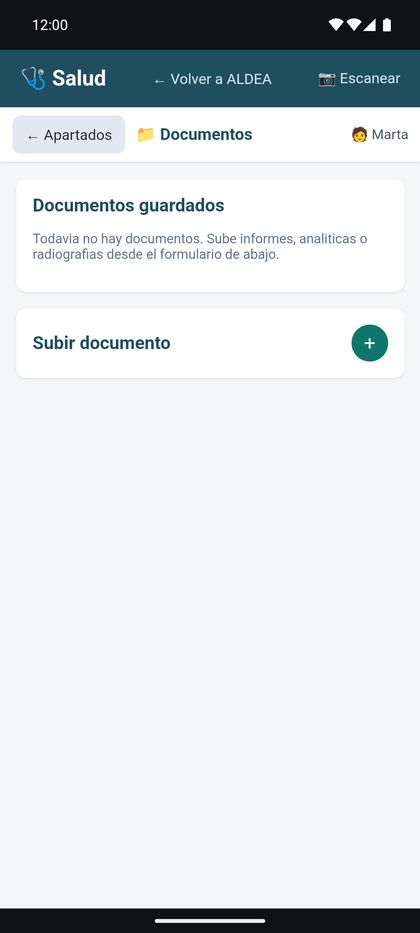 12:00
Salud
← Volver a ALDEA
Escanear
← Apartados
Documentos
Marta
Documentos guardados
Todavia no hay documentos. Sube informes, analiticas o
radiografias desde el formulario de abajo.
Subir documento
+